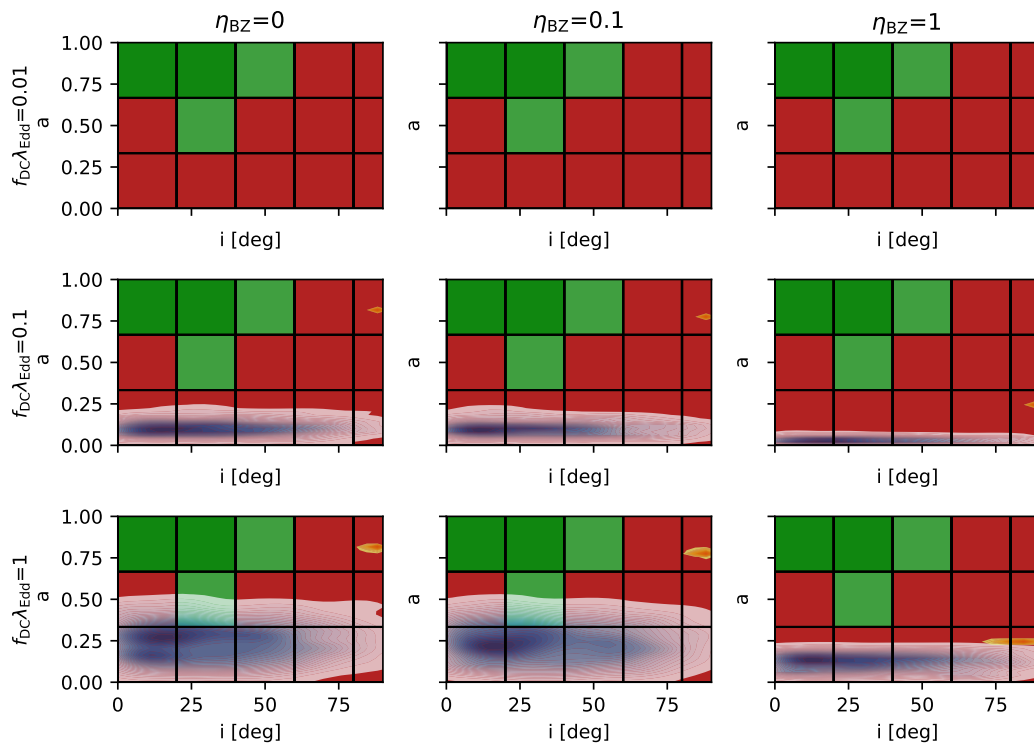 η_BZ=0 η_BZ=0.1 η_BZ=1
f_DCλ_Edd=0.01
a
1.00
0.75
0.50
0.25
0.00
a
a
0 25 50 75
0 25 50 75
0 25 50 75
i [deg] i [deg] i [deg]
f_DCλ_Edd=0.1
a
1.00
0.75
0.50
0.25
0.00
a
a
i [deg] i [deg] i [deg]
f_DCλ_Edd=1
a
1.00
0.75
0.50
0.25
0.00
a
a
i [deg] i [deg] i [deg]